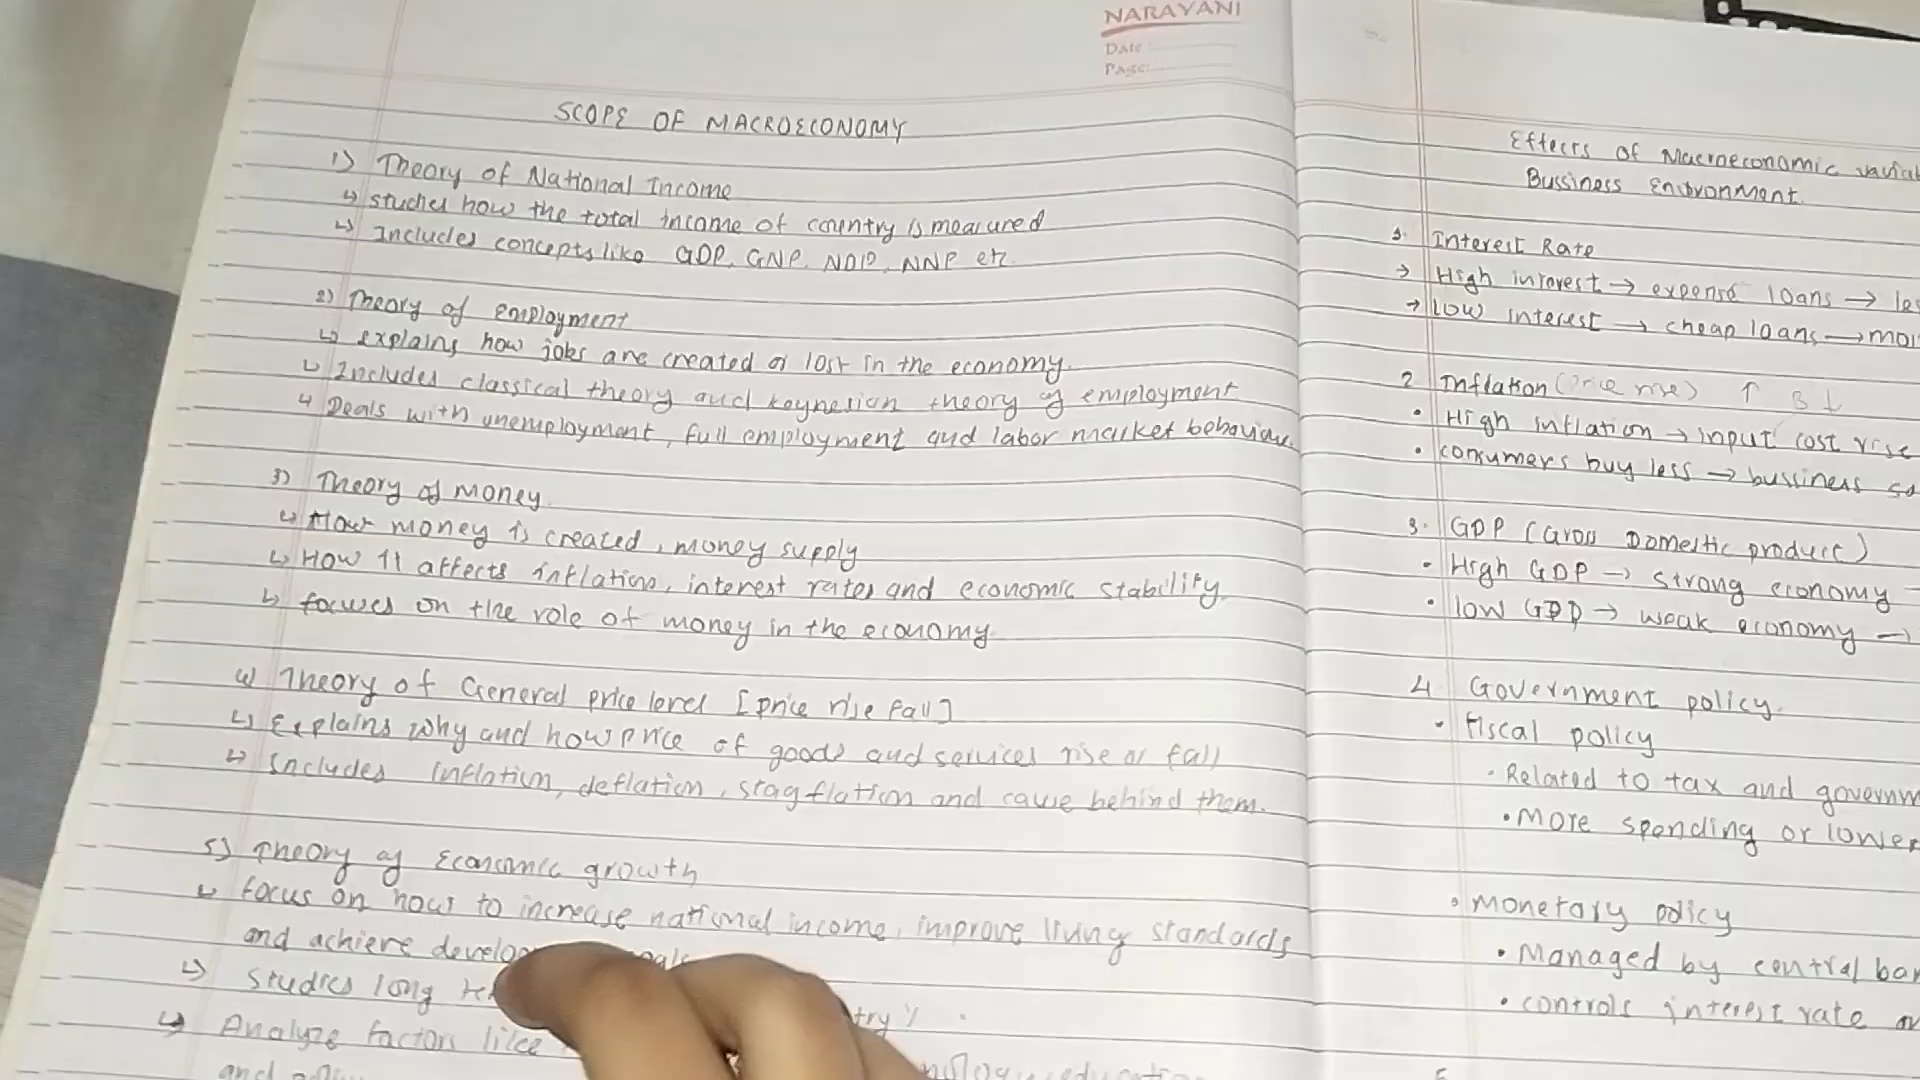 NARAYANI
Date
Page:
SCOPE OF MACROECONOMY
1) Theory of National Income
↳ studies how the total income of country is measured
↳ Includes concepts like GDP, GNP, NDP, NNP etc.
2) Theory of employment
↳ explains how jobs are created or lost in the economy.
↳ Includes classical theory and keynesian theory of employment
↳ Deals with unemployment, full employment and labor market behaviour
3) Theory of money.
↳ How money is created, money supply
↳ How it affects inflation, interest rates and economic stability.
↳ focuses on the role of money in the economy.
4) Theory of General price level [price rise fall]
↳ Explains why and how price of goods and services rise or fall
↳ Includes Inflation, deflation, stagflation and cause behind them.
5) Theory of Economic growth
↳ focus on how to increase national income, improve living standards
and achieve
↳ Studies long
↳ Analyze factors like
and
Effects of Macroeconomic
Bussiness Environment.
Interest Rate
→ High → expense loans →
→ low interest → cheap loans →
2 Inflation (Price rise) ↑ B ↓
• High inflation → input cost rise
• consumers buy less → bussiness
3. GDP (Gross Domestic product)
• High GDP → strong economy
• low GDP → weak economy →
4 Government policy.
• fiscal policy
• Related to tax and
• More spending or
• Monetary policy
• Managed by central
• controls interest rate